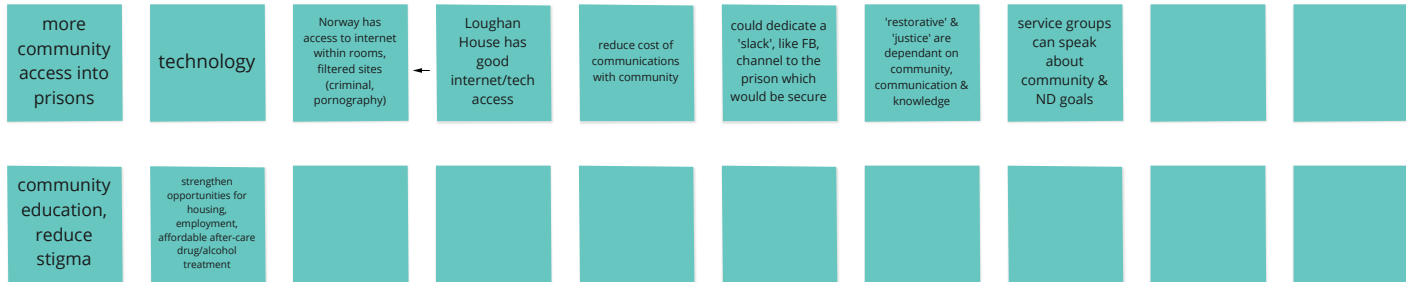 more
community
access into
prisons
technology
Norway has
access to internet
within rooms,
filtered sites
(criminal,
pornography)
Loughan
House has
good
internet/tech
access
reduce cost of
communications
with community
could dedicate a
'slack', like FB,
channel to the
prison which
would be secure
'restorative' &
'justice' are
dependant on
community,
communication &
knowledge
service groups
can speak
about
community &
ND goals
community
education,
reduce
stigma
strengthen
opportunities for
housing,
employment,
affordable after-care
drug/alcohol
treatment